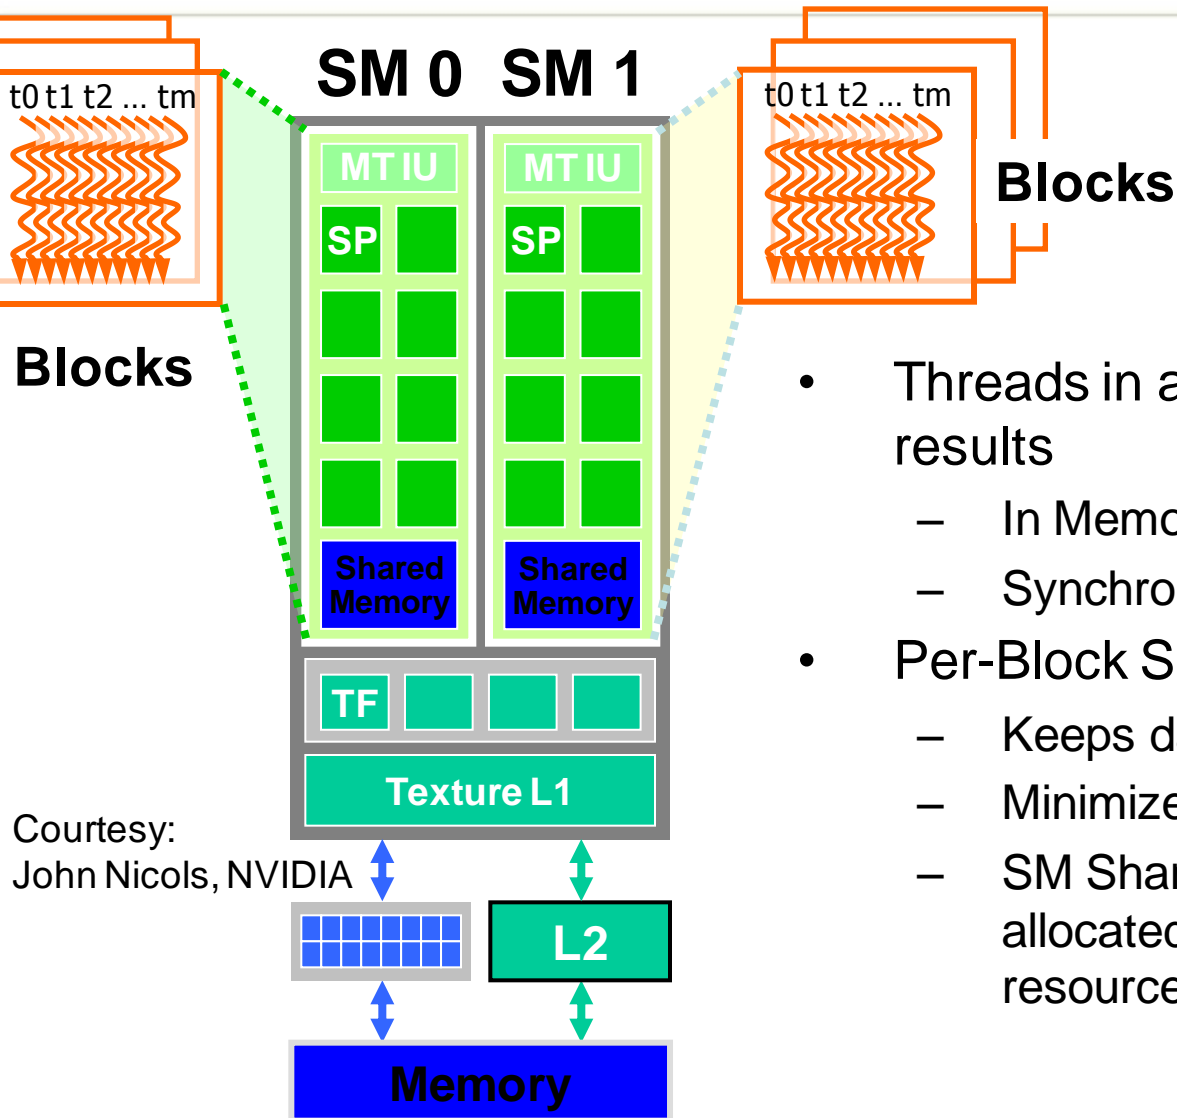 SM 0 SM 1
t0 t1 t2 ... tm
t0 t1 t2 ... tm
Blocks
Blocks
MT IU
MT IU
SP
SP
Shared
Memory
Shared
Memory
TF
Texture L1
Courtesy:
John Nicols, NVIDIA
L2
Memory
• Threads in a
results
– In Memo
– Synchro
• Per-Block S
– Keeps d
– Minimize
– SM Shar
allocated
resource